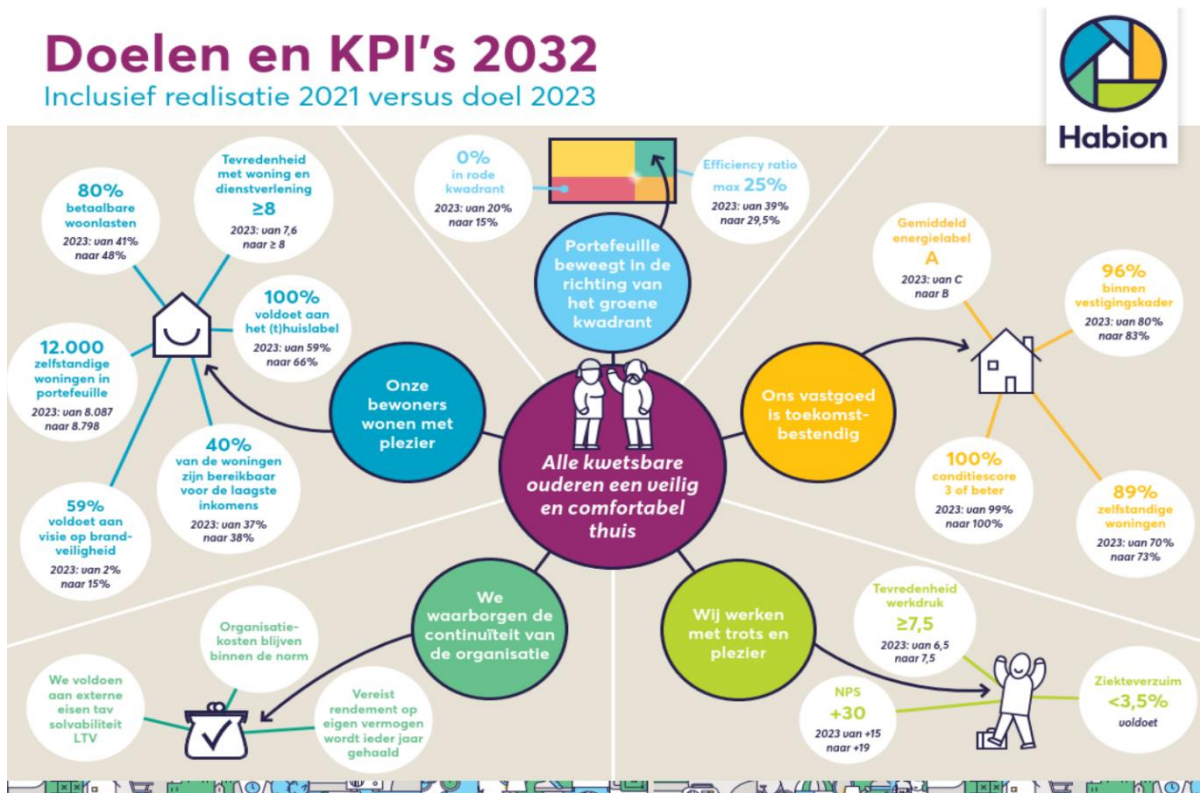 Doelen en KPI's 2032
Inclusief realisatie 2021 versus doel 2023
Habion
80%
betaalbare
woonlasten
2023: van 41%
naar 48%
Tevredenheid
met woning en
dienstverlening
≥8
2023: van 7,6
naar ≥ 8
100%
voldoet aan
het (t)huislabel
2023: van 59%
naar 66%
12.000
zelfstandige
woningen in
portefeuille
2023: van 8.087
naar 8.798
40%
van de woningen
zijn bereikbaar
voor de laagste
inkomens
2023: van 37%
naar 38%
59%
voldoet aan
visie op brand-
veiligheid
2023: van 2%
naar 15%
Onze
bewoners
wonen met
plezier
0%
in rode
kwadrant
2023: van 20%
naar 15%
Efficiency ratio
max 25%
2023: van 39%
naar 29,5%
Portefeuille
beweegt in de
richting van
het groene
kwadrant
Gemiddeld
energielabel
A
2023: van C
naar B
96%
binnen
vestigingskader
2023: van 80%
naar 83%
100%
conditiescore
3 of beter
2023: van 99%
naar 100%
89%
zelfstandige
woningen
2023: van 70%
naar 73%
Ons vastgoed
is toekomst-
bestendig
Alle kwetsbare
ouderen een veilig
en comfortabel
thuis
We
waarborgen de
continuïteit van
de organisatie
Organisatie-
kosten blijven
binnen de norm
We voldoen
aan externe
eisen tav
solvabiliteit
LTV
Vereist
rendement op
eigen vermogen
wordt ieder jaar
gehaald
Wij werken
met trots en
plezier
Tevredenheid
werkdruk
≥7,5
2023: van 6,5
naar 7,5
NPS
+30
2023 van +15
naar +19
Ziekteverzuim
<3,5%
voldoet